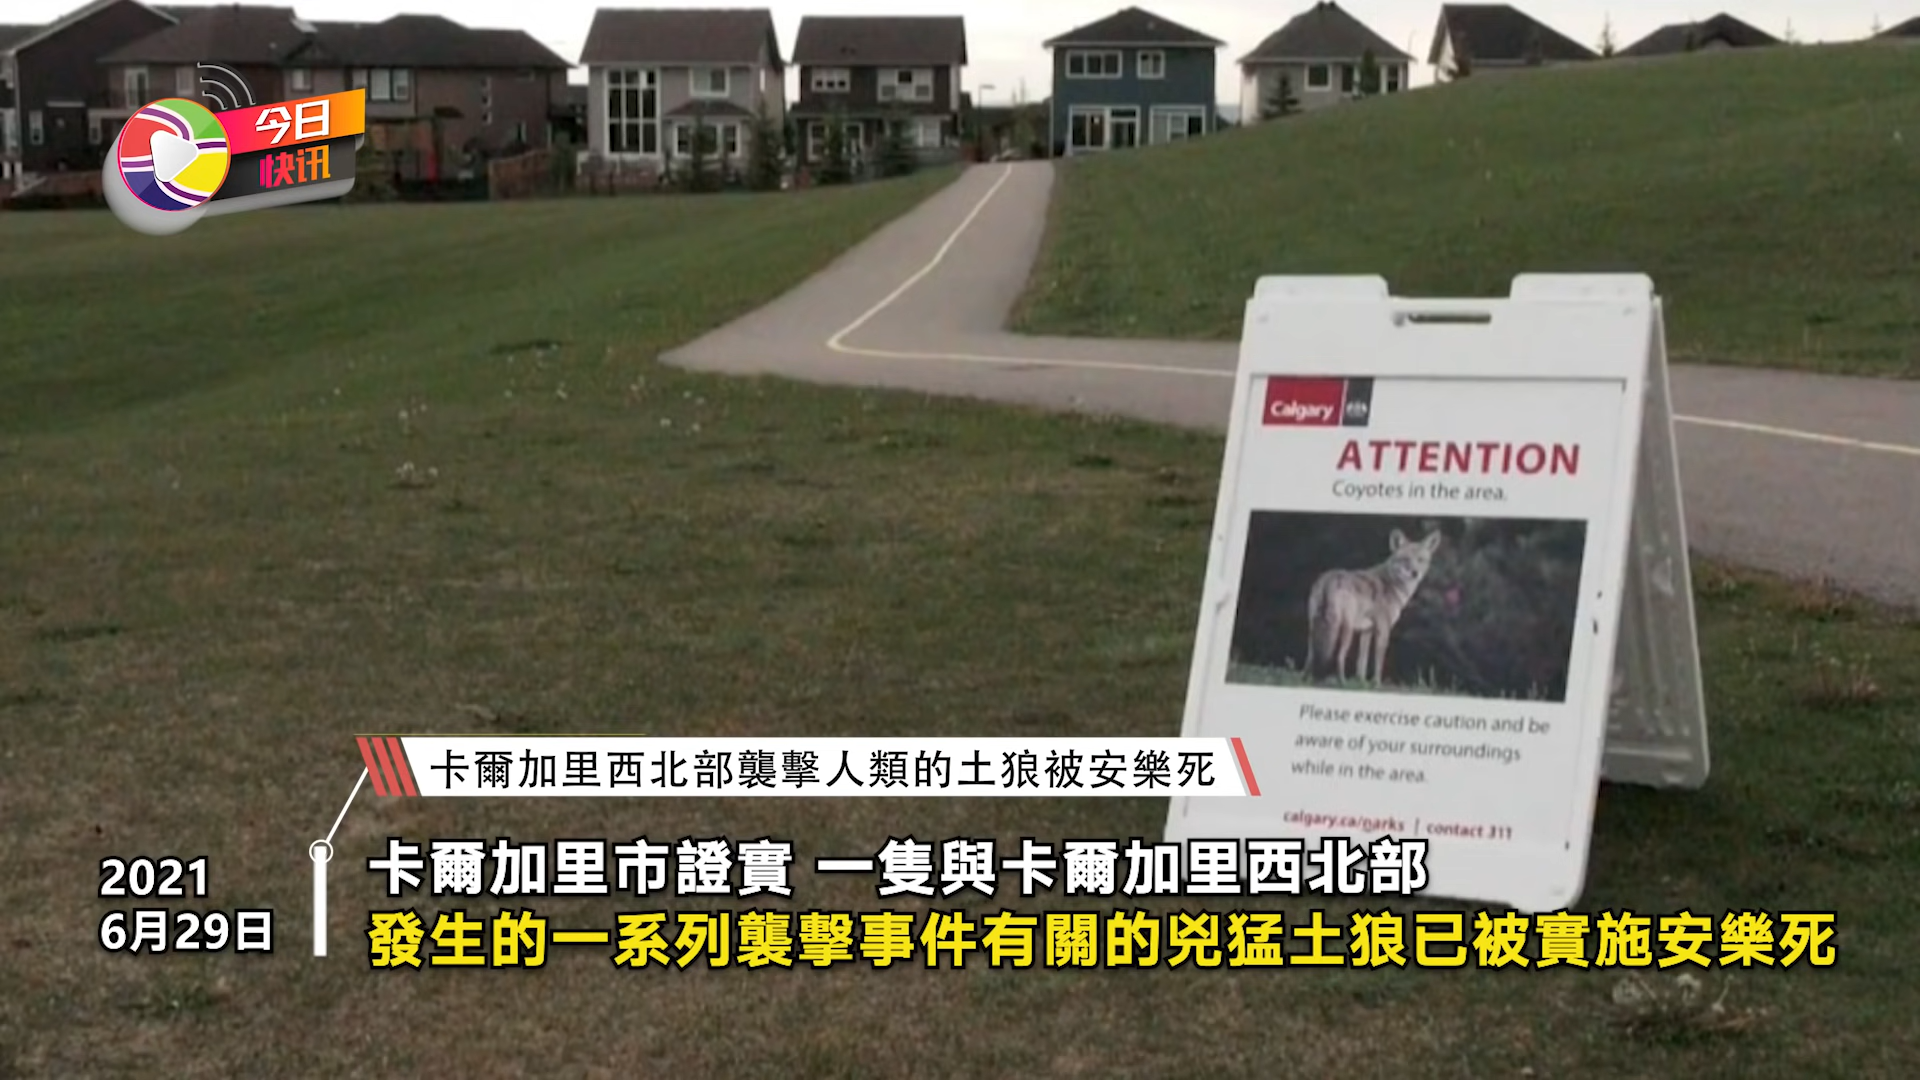 今日
快讯
Calgary
ATTENTION
Coyotes in the area.
Please exercise caution and be
aware of your surroundings
while in the area.
calgary.ca/parks | contact 311
卡爾加里西北部襲擊人類的土狼被安樂死
2021
6月29日
卡爾加里市證實 一隻與卡爾加里西北部
發生的一系列襲擊事件有關的兇猛土狼已被實施安樂死